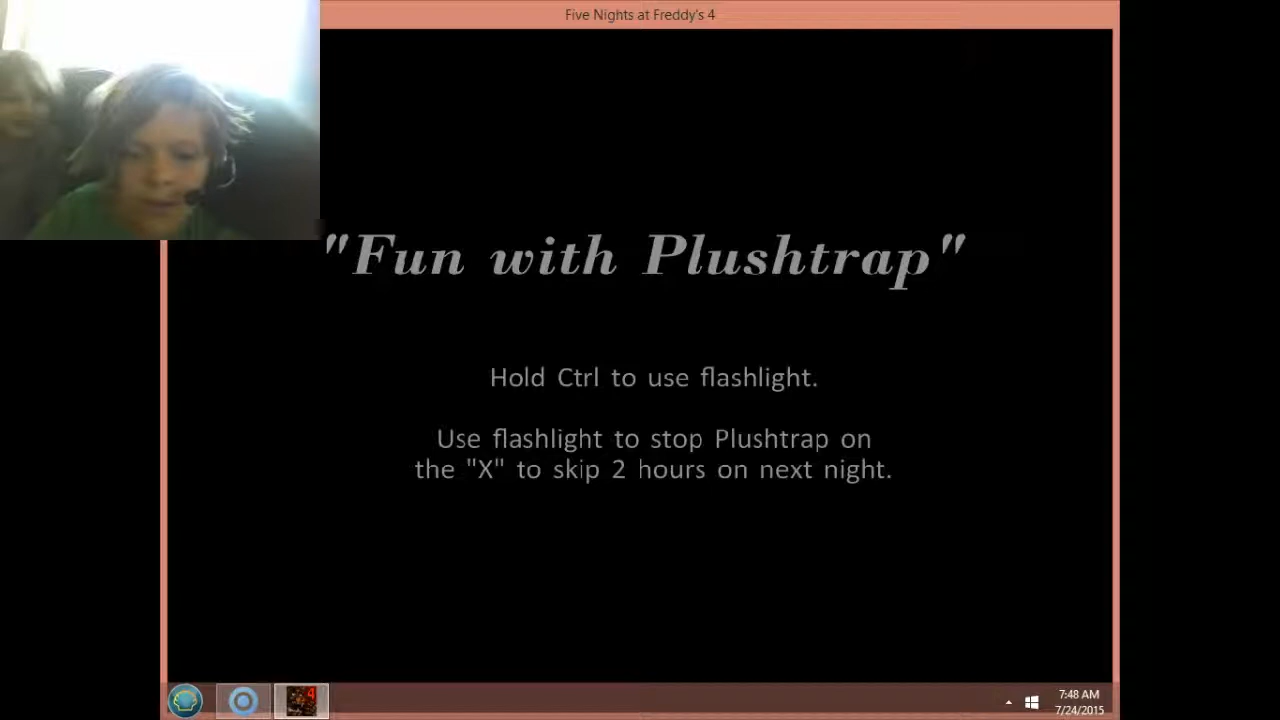 Five Nights at Freddy's 4
"Fun with Plushtrap"
Hold Ctrl to use flashlight.
Use flashlight to stop Plushtrap on
the "X" to skip 2 hours on next night.
4
7:48 AM
7/24/2015